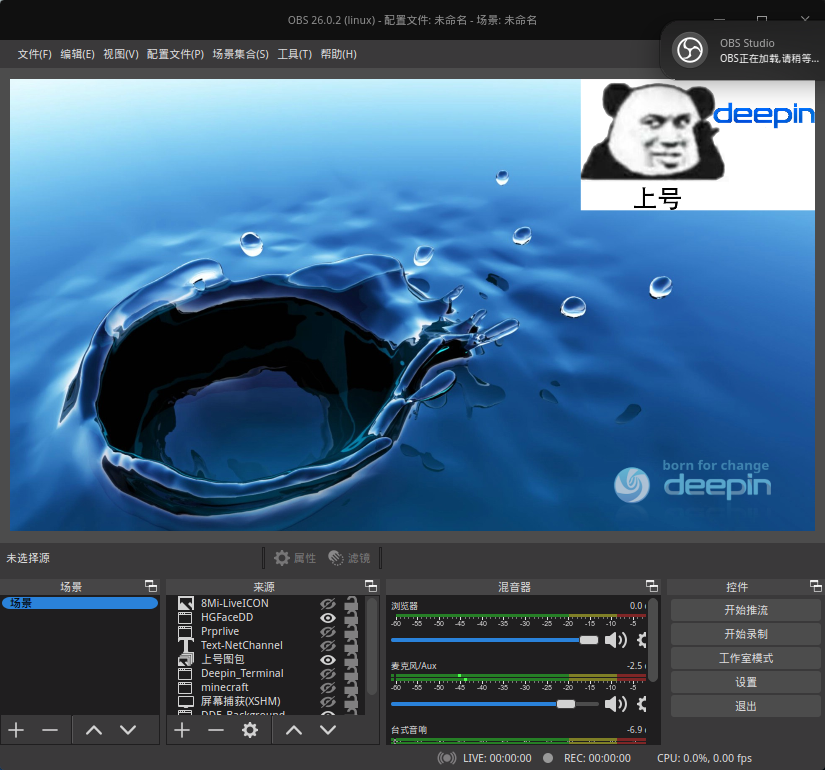 OBS 26.0.2 (linux) - 配置文件: 未命名 - 场景: 未命名
OBS Studio
OBS正在加载,请稍等...
文件(F) 编辑(E) 视图(V) 配置文件(P) 场景集合(S) 工具(T) 帮助(H)
deepin
上号
born for change
deepin
未选择源
属性 滤镜
场景
场景
来源
8Mi-LiveICON
HGFaceDD
Prprlive
Text-NetChannel
上号图包
Deepin_Terminal
minecraft
屏幕捕获(XSHM)
DDE-Background
混音器
浏览器 0.0
-60 -55 -50 -45 -40 -35 -30 -25 -20 -15 -10 -5
麦克风/Aux -2.5
-60 -55 -50 -45 -40 -35 -30 -25 -20 -15 -10 -5
台式音响 -6.9
控件
开始推流
开始录制
工作室模式
设置
退出
LIVE: 00:00:00 REC: 00:00:00 CPU: 0.0%, 0.00 fps